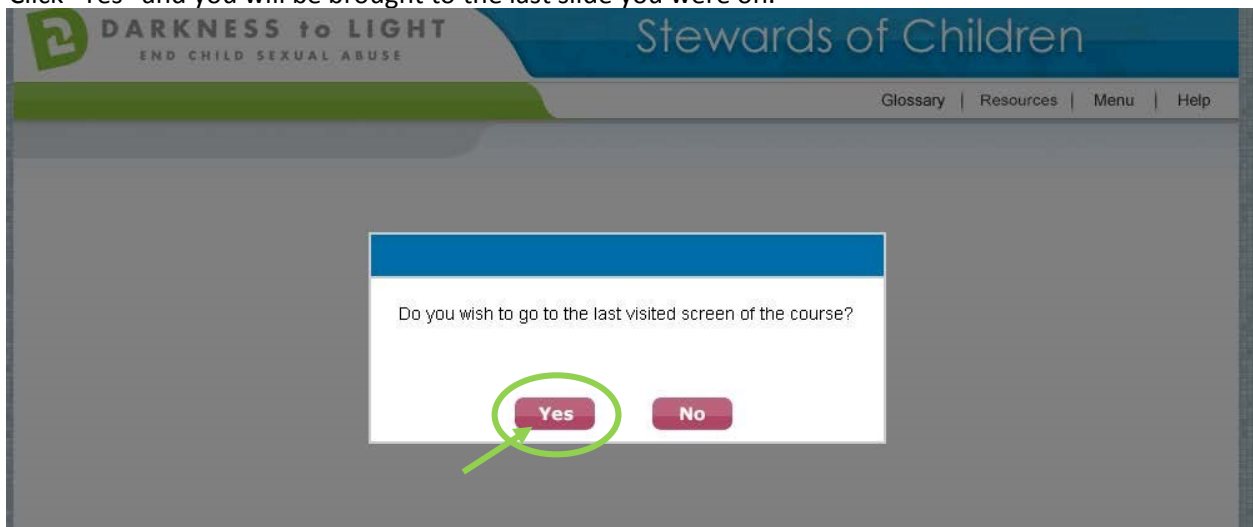 Click "Yes" and you will be brought to the last slide you were on.
DARKNESS to LIGHT
END CHILD SEXUAL ABUSE
Stewards of Children
Glossary | Resources | Menu | Help
Do you wish to go to the last visited screen of the course?
Yes No